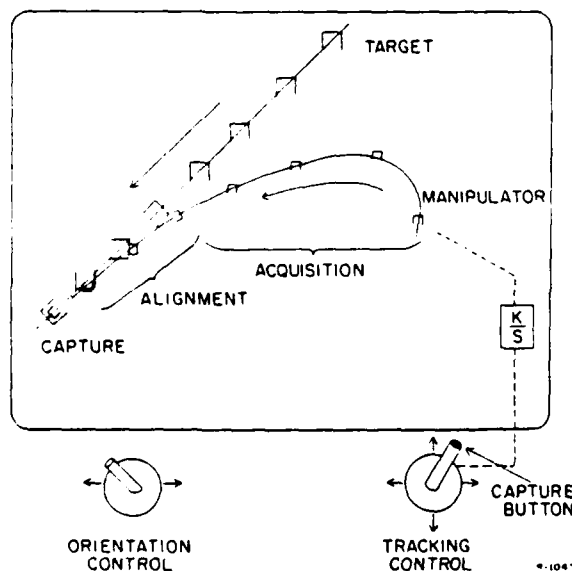 TARGET
MANIPULATOR
ACQUISITION
ALIGNMENT
CAPTURE
K
S
CAPTURE
BUTTON
ORIENTATION
CONTROL
TRACKING
CONTROL